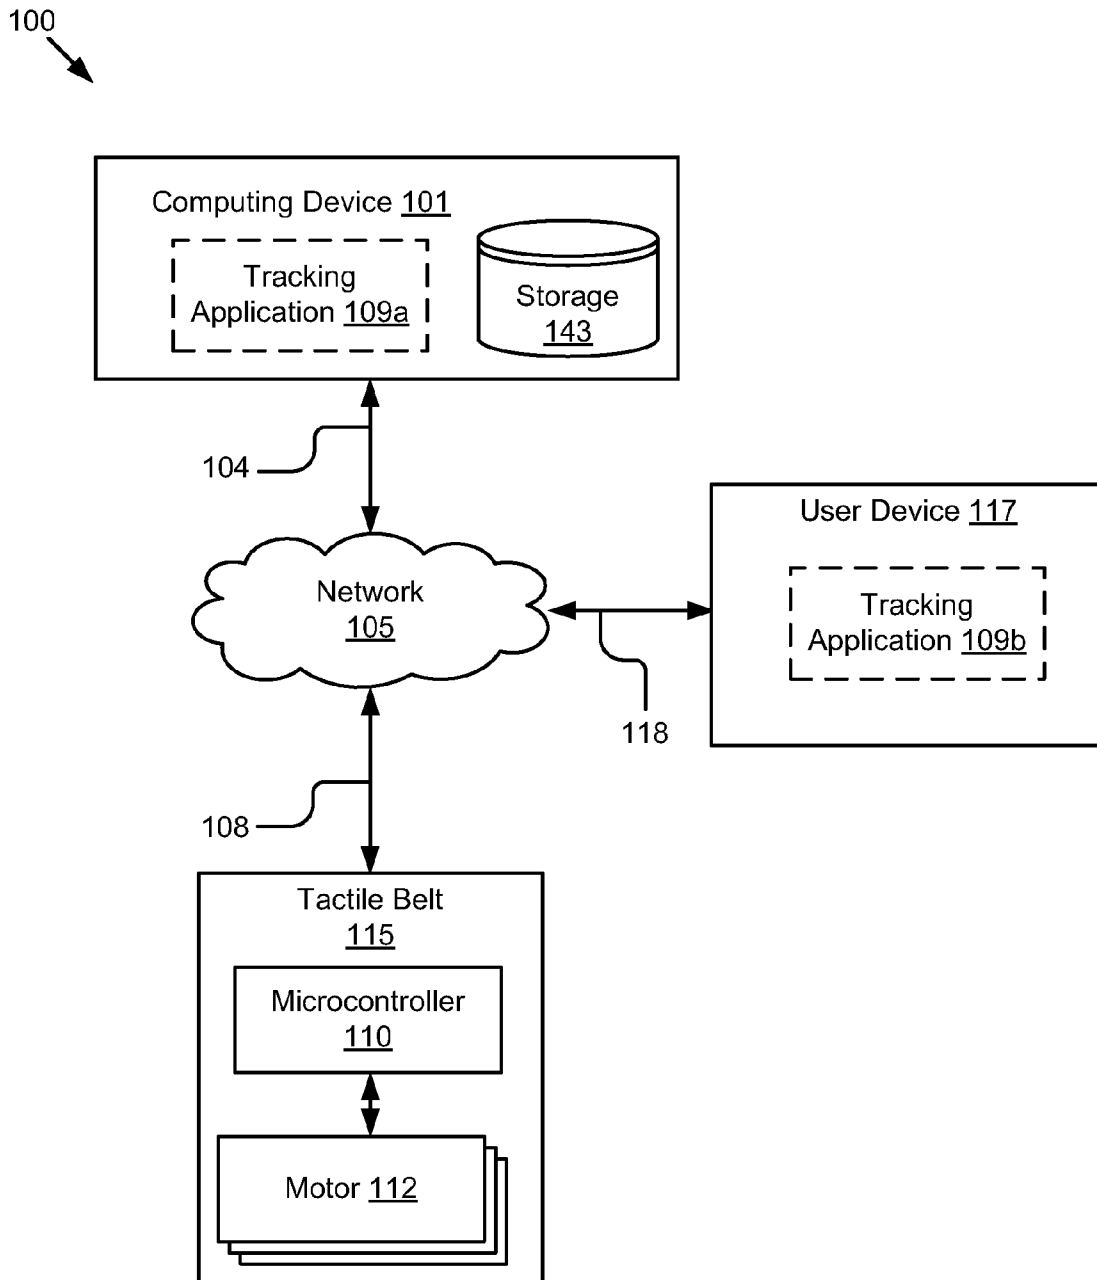 100
Computing Device 101
Tracking
Application 109a
Storage
143
104
User Device 117
Network
105
Tracking
Application 109b
118
108
Tactile Belt
115
Microcontroller
110
Motor 112